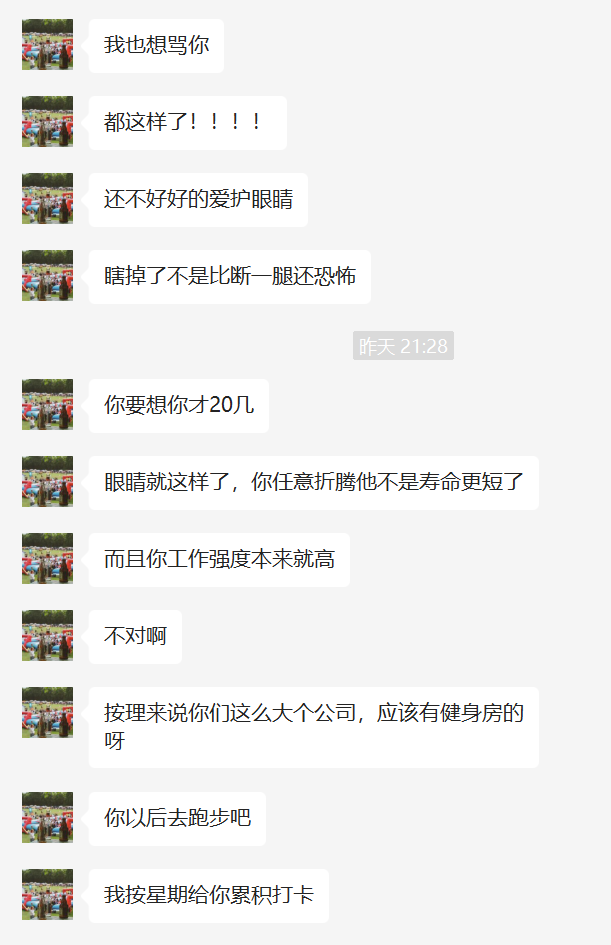 我也想骂你
都这样了！！！！
还不好好的爱护眼睛
瞎掉了不是比断一腿还恐怖
昨天 21:28
你要想你才20几
眼睛就这样了，你任意折腾他不是寿命更短了
而且你工作强度本来就高
不对啊
按理来说你们这么大个公司，应该有健身房的
呀
你以后去跑步吧
我按星期给你累积打卡